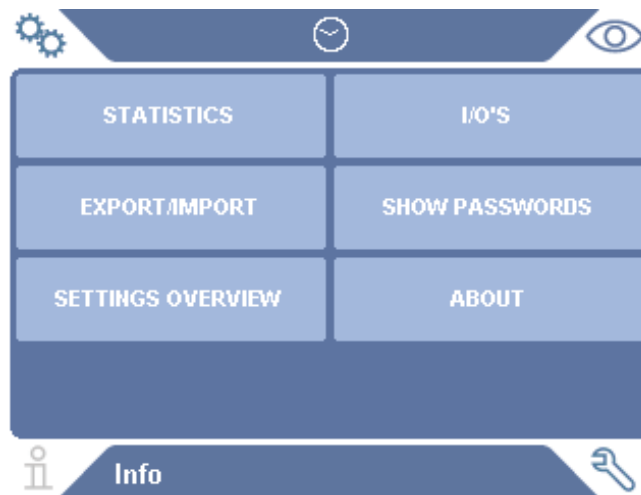 STATISTICS
I/O'S
EXPORT/IMPORT
SHOW PASSWORDS
SETTINGS OVERVIEW
ABOUT
Info